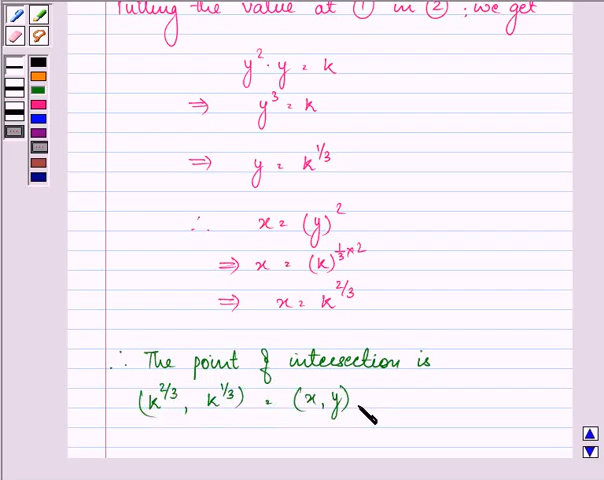 Putting the value at ① in ②, we get
y²·y = k
⇒ y³ = k
⇒ y = k^{1/3}
∴ x = (y)²
⇒ x = (k)^{1/3×2}
⇒ x = k^{2/3}
∴ The point of intersection is
(k^{2/3}, k^{1/3}) = (x, y)